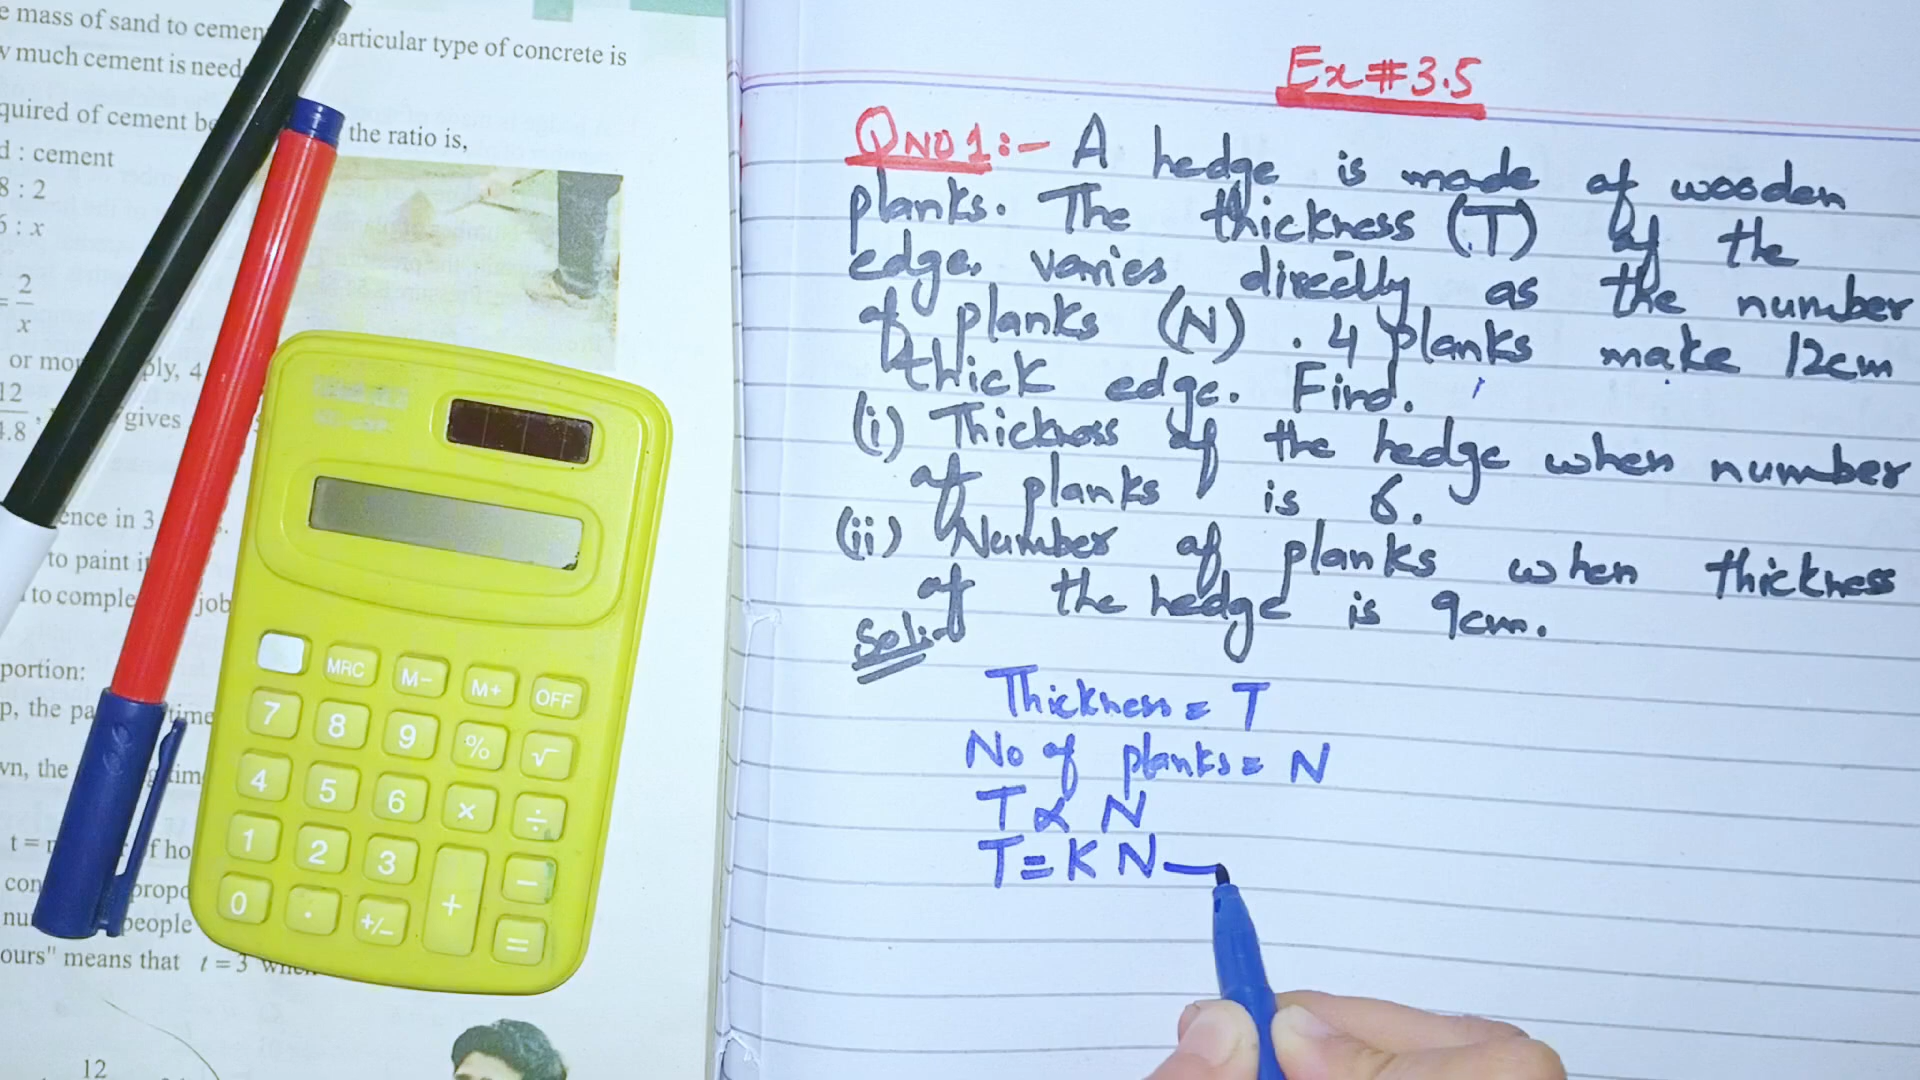 e mass of sand to cemen articular type of concrete is
w much cement is need
quired of cement be the ratio is,
d : cement
8 : 2
6 : x
= 2/x
or mo ply, 4
12/4.8, gives
ence in 3 s.
to paint i
to comple job
portion:
p, the pa time
wn, the g tim
t = r f ho
con propo
nu people
ours" means that t = 3 when
12
MRC M- M+ OFF
7 8 9 % √
4 5 6 × ÷
1 2 3 + −
0 . +/− =
Ex#3.5
QNO1:- A hedge is made of wooden
planks. The thickness (T) of the
edge. varies directly as the number
of planks (N). 4 planks make 12cm
thick edge. Find.
(i) Thickness of the hedge when number
of planks is 6.
(ii) Number of planks when thickness
of the hedge is 9cm.
Sol:-
Thickness = T
No of planks = N
T ∝ N
T = K N —